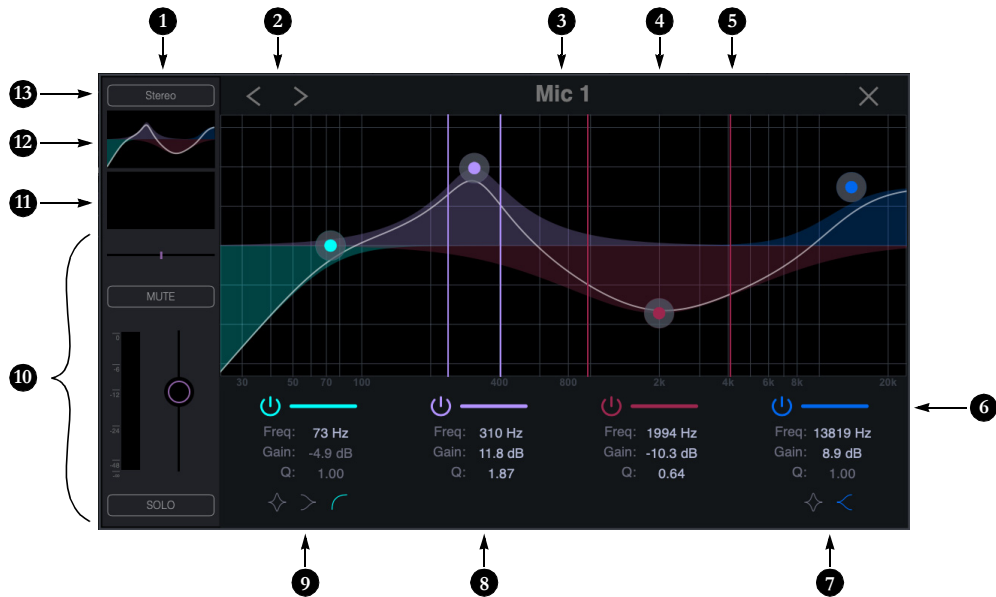 1 2 3 4 5
13 Stereo Mic 1
12
11
MUTE
0
-6
-12
-24
-48
-∞
SOLO
10
30 50 70 100 400 800 2k 4k 6k 8k 20k
6
Freq: 73 Hz
Gain: -4.9 dB
Q: 1.00
Freq: 310 Hz
Gain: 11.8 dB
Q: 1.87
Freq: 1994 Hz
Gain: -10.3 dB
Q: 0.64
Freq: 13819 Hz
Gain: 8.9 dB
Q: 1.00
9 8 7